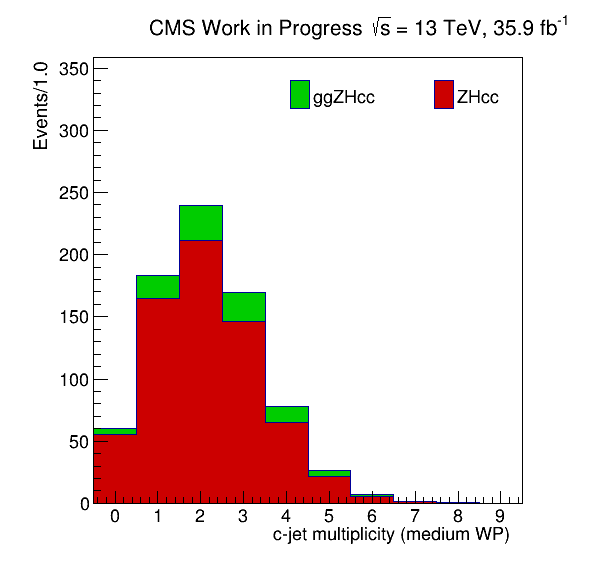 CMS Work in Progress √s = 13 TeV, 35.9 fb⁻¹
Events/1.0
ggZHcc ZHcc
350
300
250
200
150
100
50
0
0 1 2 3 4 5 6 7 8 9
c-jet multiplicity (medium WP)